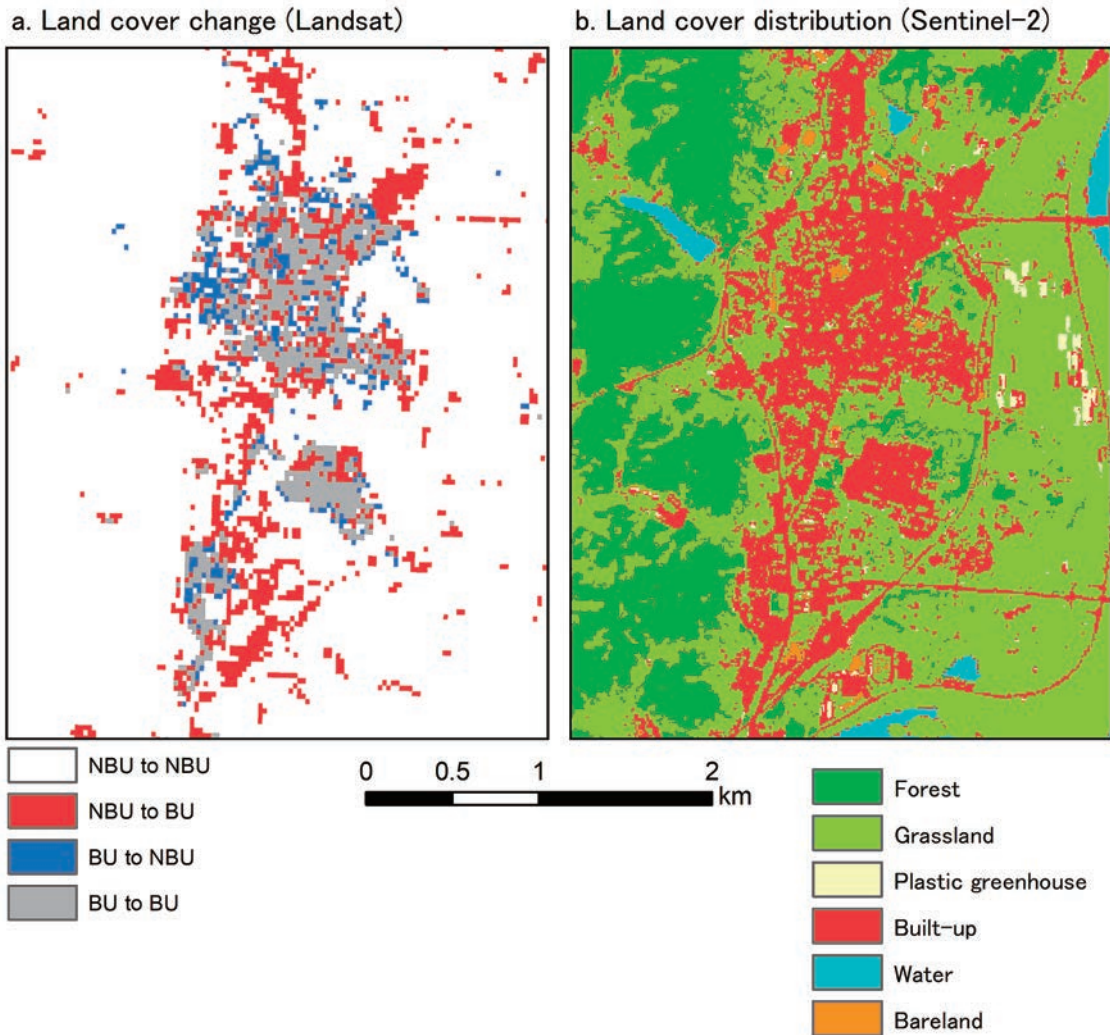 a. Land cover change (Landsat)
b. Land cover distribution (Sentinel-2)
NBU to NBU
NBU to BU
BU to NBU
BU to BU
0 0.5 1 2
km
Forest
Grassland
Plastic greenhouse
Built-up
Water
Bareland